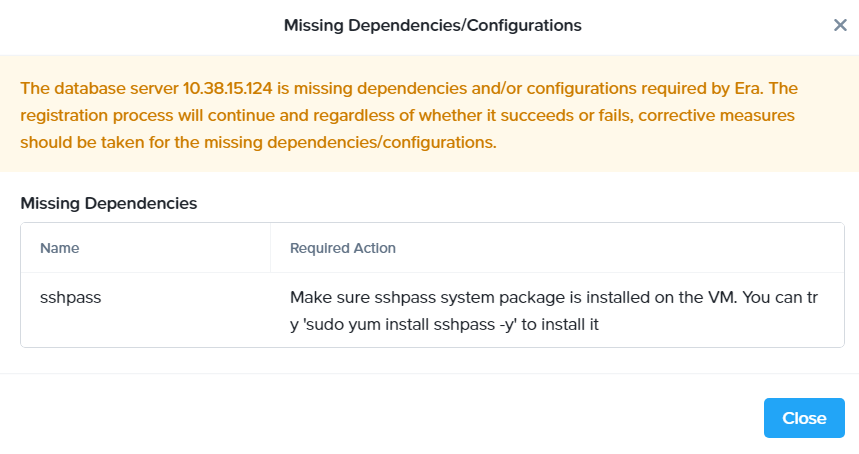 Missing Dependencies/Configurations
The database server 10.38.15.124 is missing dependencies and/or configurations required by Era. The
registration process will continue and regardless of whether it succeeds or fails, corrective measures
should be taken for the missing dependencies/configurations.
Missing Dependencies
Name Required Action
sshpass Make sure sshpass system package is installed on the VM. You can tr
y 'sudo yum install sshpass -y' to install it
Close